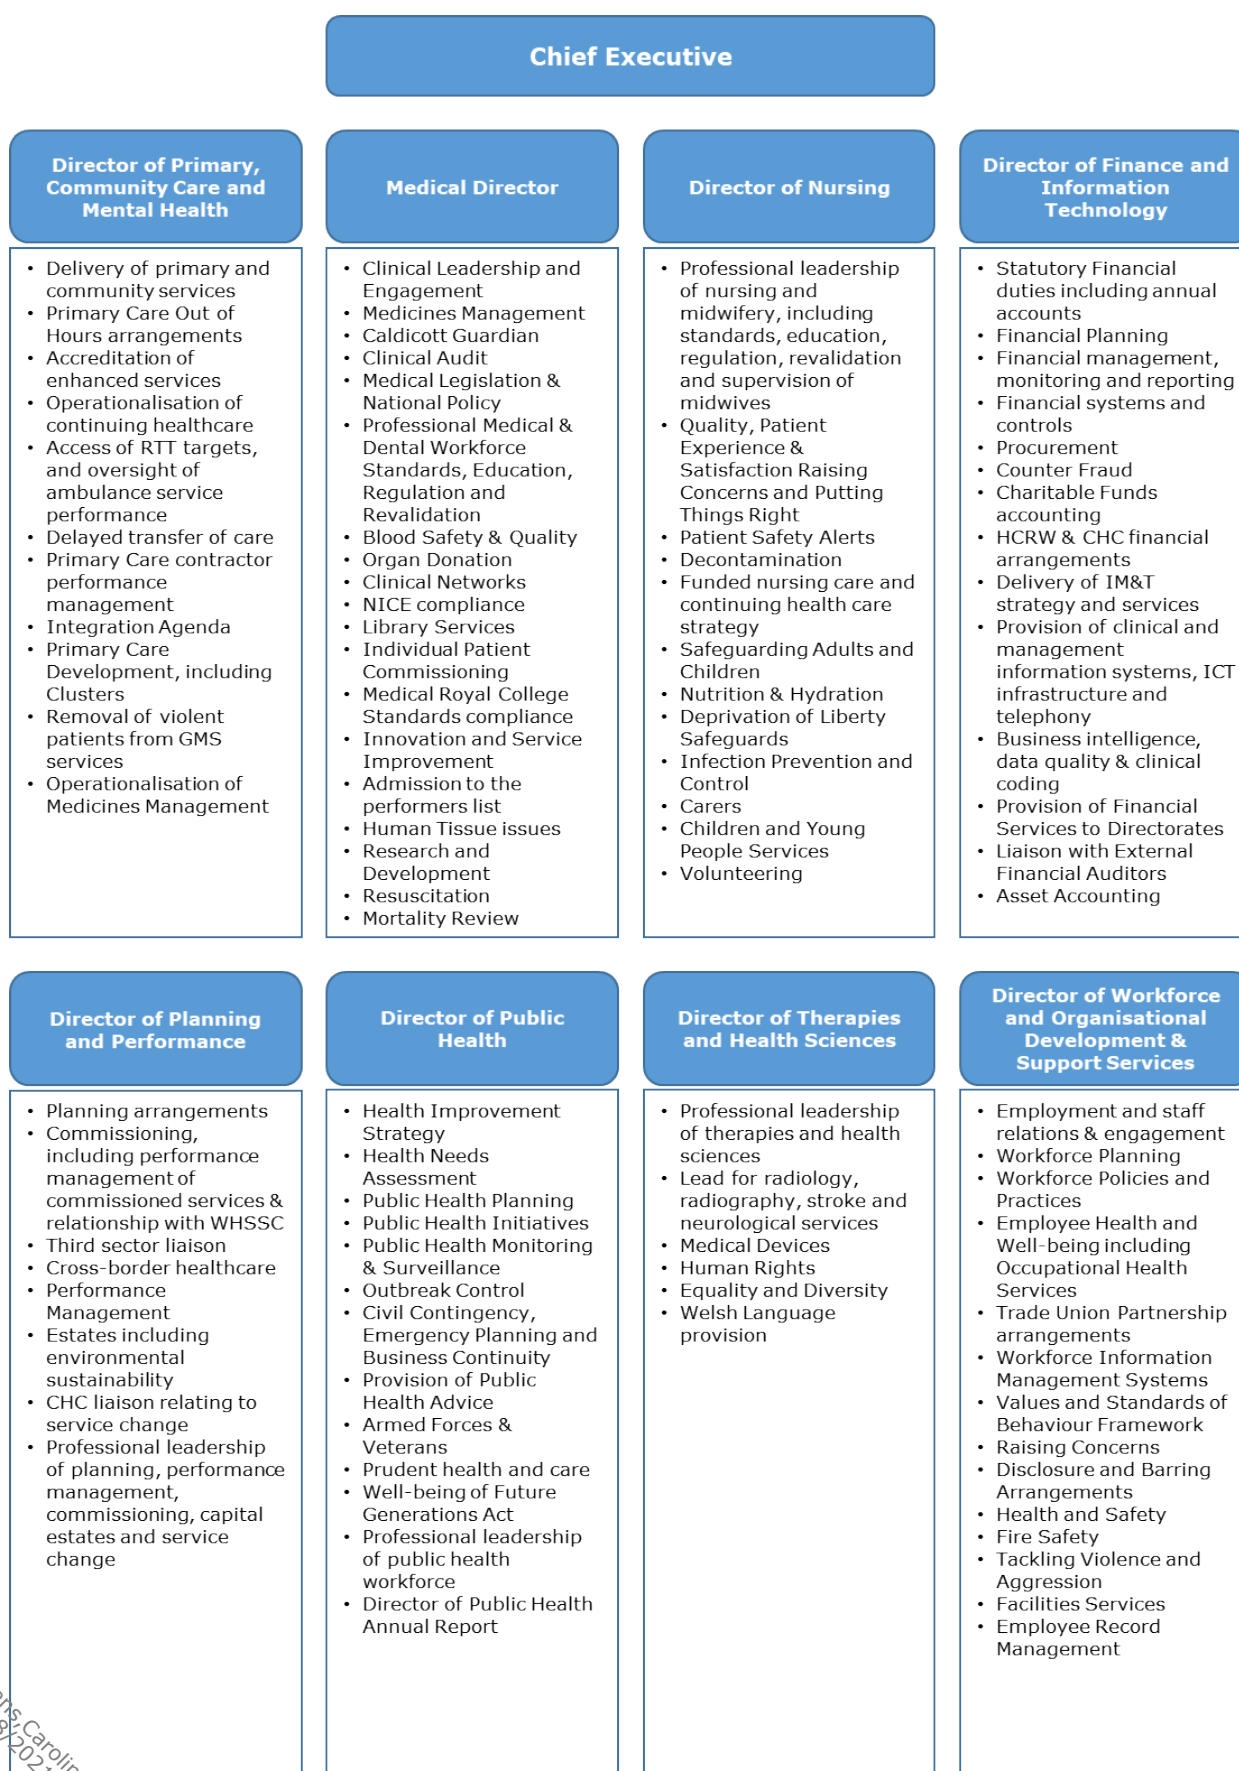 Chief Executive
Director of Primary,
Community Care and
Mental Health
• Delivery of primary and
community services
• Primary Care Out of
Hours arrangements
• Accreditation of
enhanced services
• Operationalisation of
continuing healthcare
• Access of RTT targets,
and oversight of
ambulance service
performance
• Delayed transfer of care
• Primary Care contractor
performance
management
• Integration Agenda
• Primary Care
Development, including
Clusters
• Removal of violent
patients from GMS
services
• Operationalisation of
Medicines Management
Medical Director
• Clinical Leadership and
Engagement
• Medicines Management
• Caldicott Guardian
• Clinical Audit
• Medical Legislation &
National Policy
• Professional Medical &
Dental Workforce
Standards, Education,
Regulation and
Revalidation
• Blood Safety & Quality
• Organ Donation
• Clinical Networks
• NICE compliance
• Library Services
• Individual Patient
Commissioning
• Medical Royal College
Standards compliance
• Innovation and Service
Improvement
• Admission to the
performers list
• Human Tissue issues
• Research and
Development
• Resuscitation
• Mortality Review
Director of Nursing
• Professional leadership
of nursing and
midwifery, including
standards, education,
regulation, revalidation
and supervision of
midwives
• Quality, Patient
Experience &
Satisfaction Raising
Concerns and Putting
Things Right
• Patient Safety Alerts
• Decontamination
• Funded nursing care and
continuing health care
strategy
• Safeguarding Adults and
Children
• Nutrition & Hydration
• Deprivation of Liberty
Safeguards
• Infection Prevention and
Control
• Carers
• Children and Young
People Services
• Volunteering
Director of Finance and
Information
Technology
• Statutory Financial
duties including annual
accounts
• Financial Planning
• Financial management,
monitoring and reporting
• Financial systems and
controls
• Procurement
• Counter Fraud
• Charitable Funds
accounting
• HCRW & CHC financial
arrangements
• Delivery of IM&T
strategy and services
• Provision of clinical and
management
information systems, ICT
infrastructure and
telephony
• Business intelligence,
data quality & clinical
coding
• Provision of Financial
Services to Directorates
• Liaison with External
Financial Auditors
• Asset Accounting
Director of Planning
and Performance
• Planning arrangements
• Commissioning,
including performance
management of
commissioned services &
relationship with WHSSC
• Third sector liaison
• Cross-border healthcare
• Performance
Management
• Estates including
environmental
sustainability
• CHC liaison relating to
service change
• Professional leadership
of planning, performance
management,
commissioning, capital
estates and service
change
Director of Public
Health
• Health Improvement
Strategy
• Health Needs
Assessment
• Public Health Planning
• Public Health Initiatives
• Public Health Monitoring
& Surveillance
• Outbreak Control
• Civil Contingency,
Emergency Planning and
Business Continuity
• Provision of Public
Health Advice
• Armed Forces &
Veterans
• Prudent health and care
• Well-being of Future
Generations Act
• Professional leadership
of public health
workforce
• Director of Public Health
Annual Report
Director of Therapies
and Health Sciences
• Professional leadership
of therapies and health
sciences
• Lead for radiology,
radiography, stroke and
neurological services
• Medical Devices
• Human Rights
• Equality and Diversity
• Welsh Language
provision
Director of Workforce
and Organisational
Development &
Support Services
• Employment and staff
relations & engagement
• Workforce Planning
• Workforce Policies and
Practices
• Employee Health and
Well-being including
Occupational Health
Services
• Trade Union Partnership
arrangements
• Workforce Information
Management Systems
• Values and Standards of
Behaviour Framework
• Raising Concerns
• Disclosure and Barring
Arrangements
• Health and Safety
• Fire Safety
• Tackling Violence and
Aggression
• Facilities Services
• Employee Record
Management